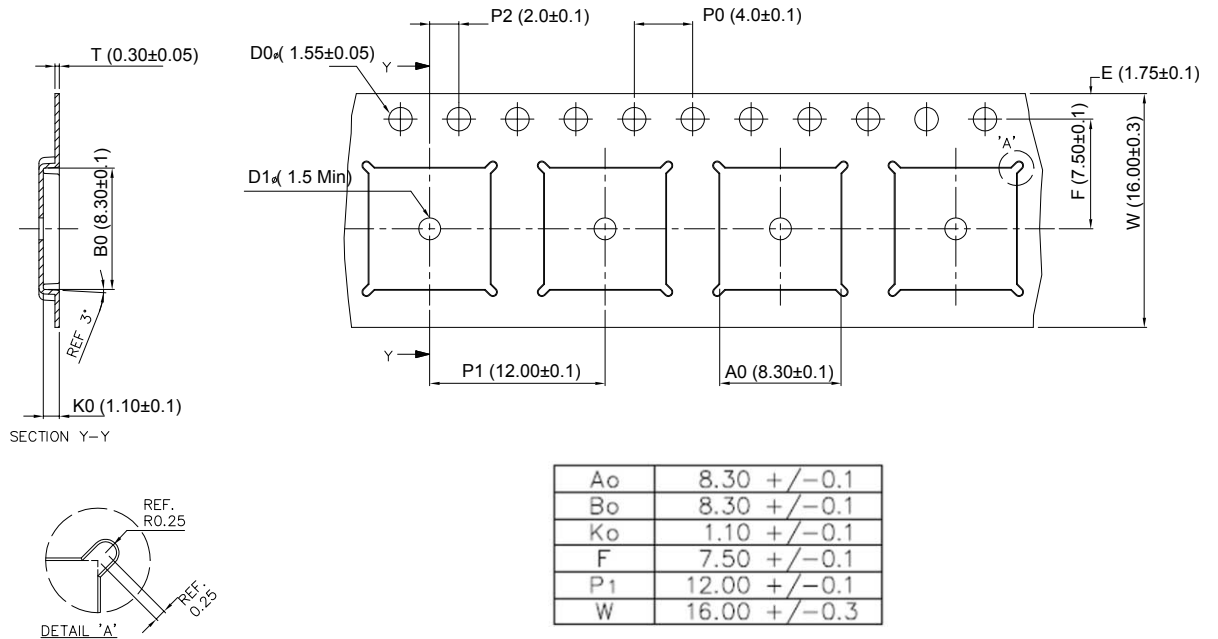 P2 (2.0±0.1)
P0 (4.0±0.1)
T (0.30±0.05)
D0ø( 1.55±0.05)
Y
E (1.75±0.1)
'A'
D1ø( 1.5 Min)
B0 (8.30±0.1)
F (7.50±0.1)
W (16.00±0.3)
REF 3°
Y
P1 (12.00±0.1)
A0 (8.30±0.1)
K0 (1.10±0.1)
SECTION Y-Y
Ao 8.30 +/-0.1
Bo 8.30 +/-0.1
Ko 1.10 +/-0.1
F 7.50 +/-0.1
P1 12.00 +/-0.1
W 16.00 +/-0.3
REF.
R0.25
REF.
0.25
DETAIL 'A'